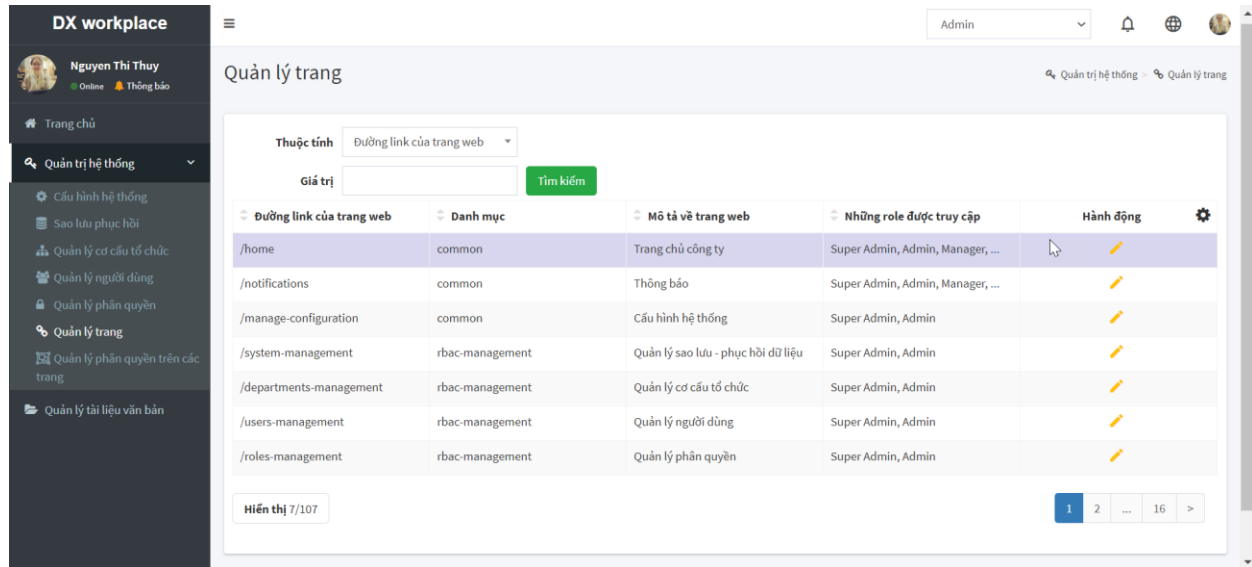 DX workplace
Admin
Nguyen Thi Thuy
Online Thông báo
Quản lý trang
Quản trị hệ thống > Quản lý trang
Trang chủ
Quản trị hệ thống
Cấu hình hệ thống
Sao lưu phục hồi
Quản lý cơ cấu tổ chức
Quản lý người dùng
Quản lý phân quyền
Quản lý trang
Quản lý phân quyền trên các
trang
Quản lý tài liệu văn bản
Thuộc tính Đường link của trang web
Giá trị Tìm kiếm
Đường link của trang web Danh mục Mô tả về trang web Những role được truy cập Hành động
/home common Trang chủ công ty Super Admin, Admin, Manager, ...
/notifications common Thông báo Super Admin, Admin, Manager, ...
/manage-configuration common Cấu hình hệ thống Super Admin, Admin
/system-management rbac-management Quản lý sao lưu - phục hồi dữ liệu Super Admin, Admin
/departments-management rbac-management Quản lý cơ cấu tổ chức Super Admin, Admin
/users-management rbac-management Quản lý người dùng Super Admin, Admin
/roles-management rbac-management Quản lý phân quyền Super Admin, Admin
Hiển thị 7/107 1 2 ... 16 >